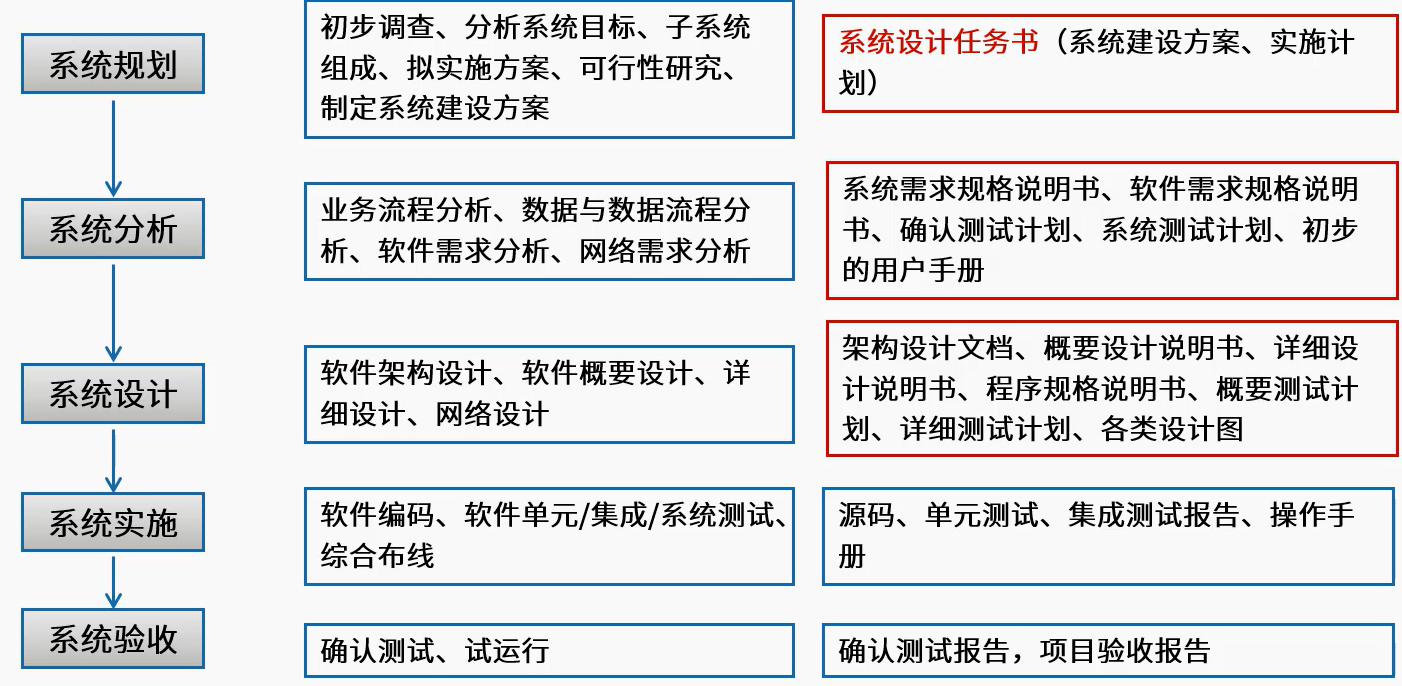 系统规划
初步调查、分析系统目标、子系统
组成、拟实施方案、可行性研究、
制定系统建设方案
系统设计任务书（系统建设方案、实施计
划）
系统分析
业务流程分析、数据与数据流程分
析、软件需求分析、网络需求分析
系统需求规格说明书、软件需求规格说明
书、确认测试计划、系统测试计划、初步
的用户手册
系统设计
软件架构设计、软件概要设计、详
细设计、网络设计
架构设计文档、概要设计说明书、详细设
计说明书、程序规格说明书、概要测试计
划、详细测试计划、各类设计图
系统实施
软件编码、软件单元/集成/系统测试、
综合布线
源码、单元测试、集成测试报告、操作手
册
系统验收
确认测试、试运行
确认测试报告，项目验收报告